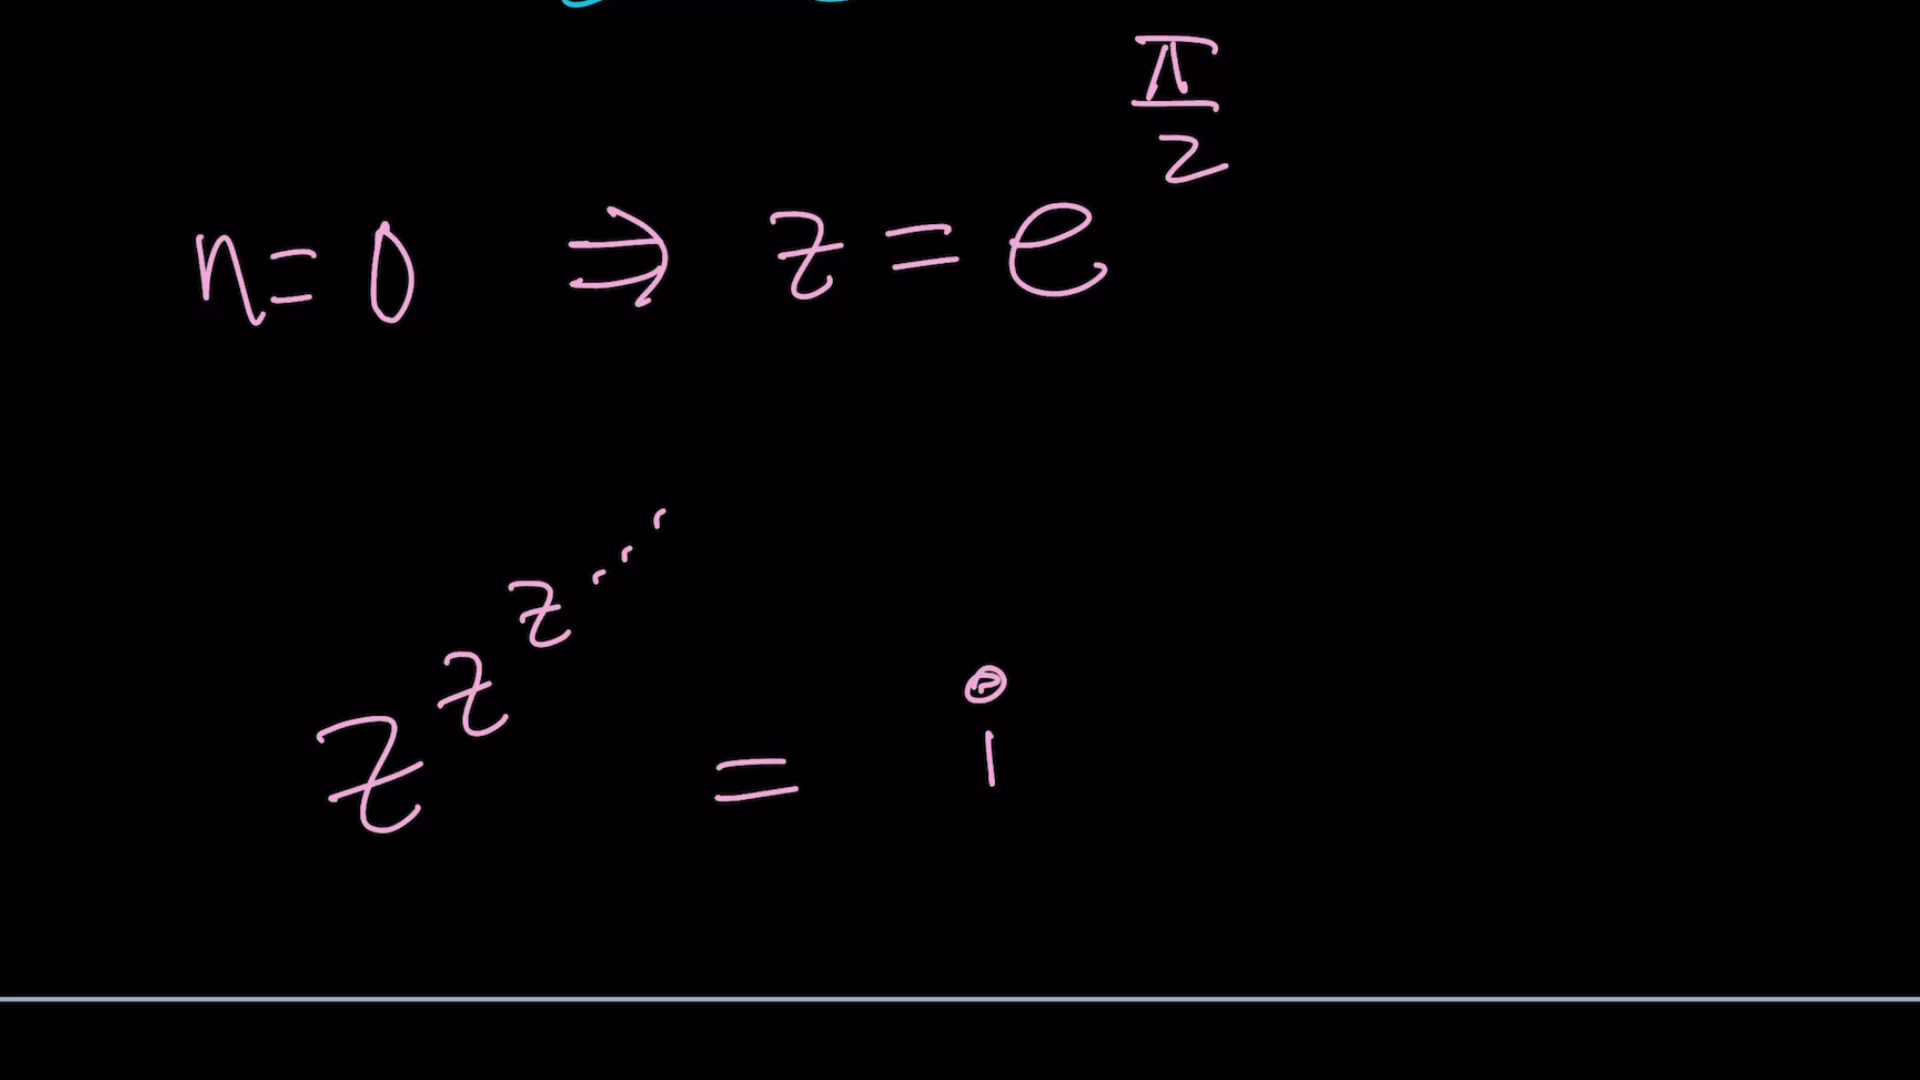 n=0 ⇒ z = e^(π/2)
z^z^z^⋰ = i